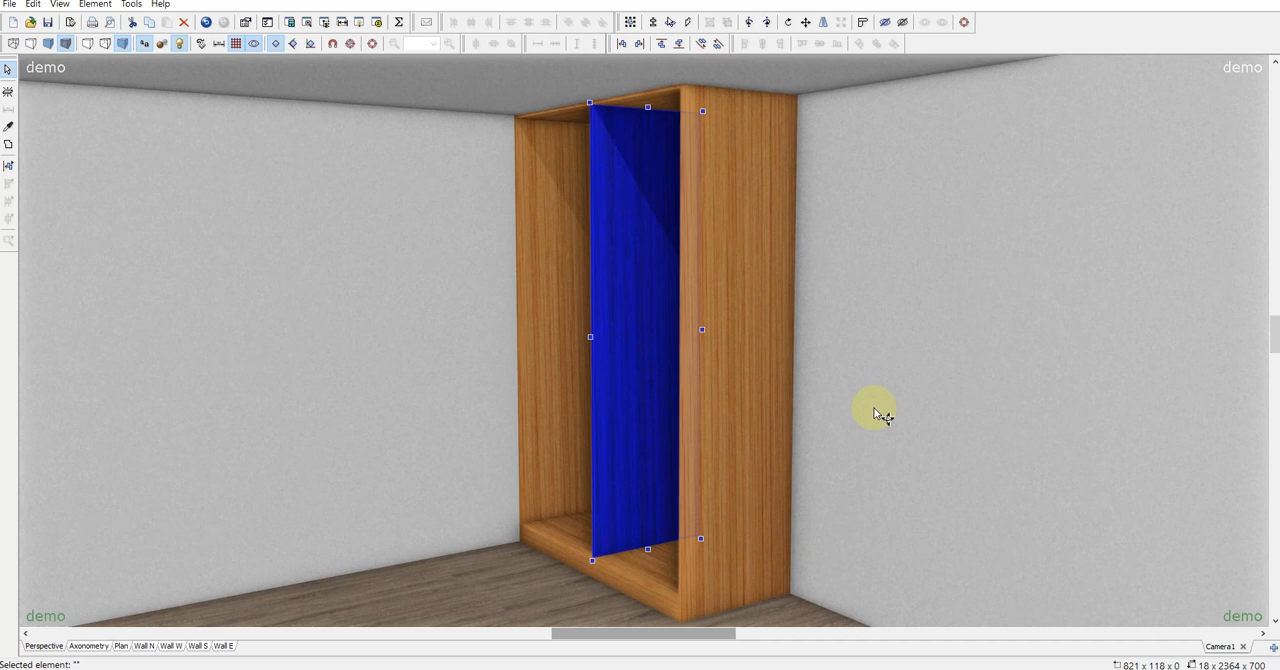 File Edit View Element Tools Help
demo
demo
demo
demo
Perspective Axonometry Plan Wall N Wall W Wall S Wall E
Camera1
Selected element: ""
821 x 118 x 0
18 x 2364 x 700